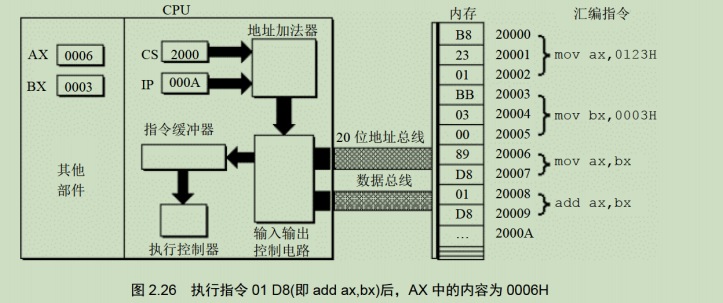 CPU
内存
汇编指令
地址加法器
AX 0006
BX 0003
CS 2000
IP 000A
指令缓冲器
其他
部件
执行控制器
输入输出
控制电路
20 位地址总线
数据总线
B8 20000
23 20001 mov ax,0123H
01 20002
BB 20003
03 20004 mov bx,0003H
00 20005
89 20006
mov ax,bx
D8 20007
01 20008
add ax,bx
D8 20009
… 2000A
图 2.26 执行指令 01 D8(即 add ax,bx)后，AX 中的内容为 0006H